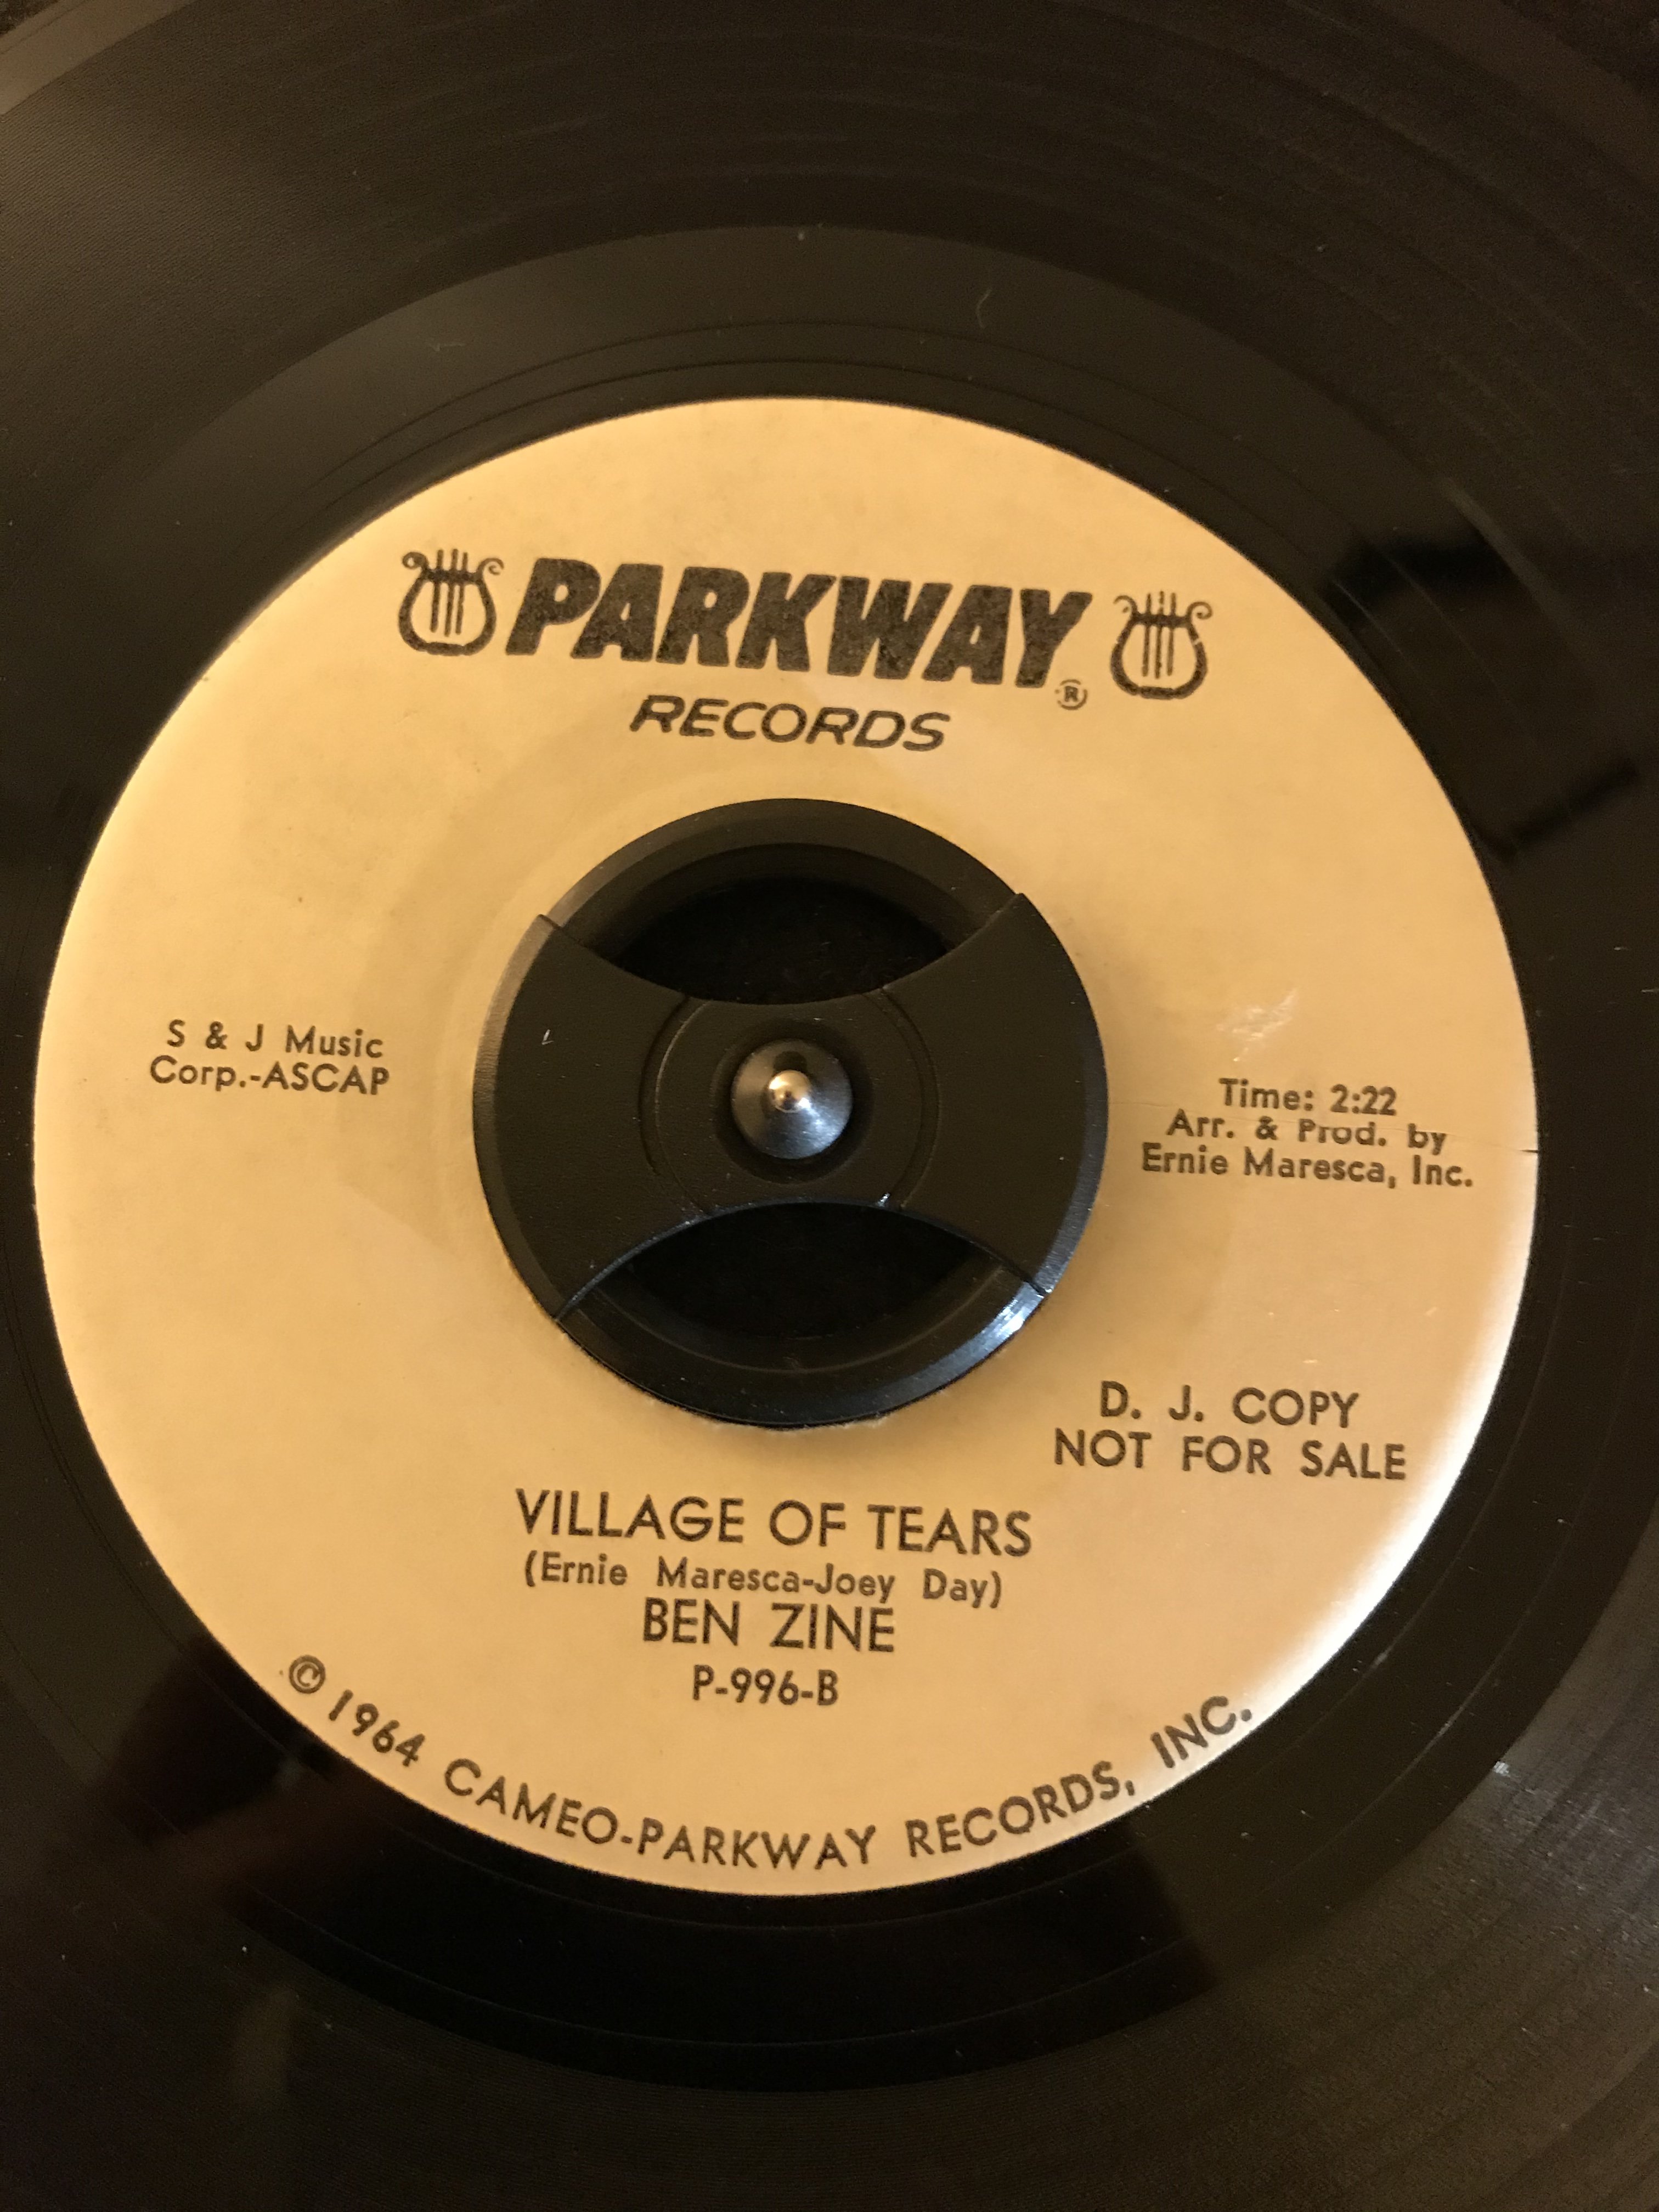 PARKWAY ®
RECORDS
S & J Music
Corp.-ASCAP
Time: 2:22
Arr. & Prod. by
Ernie Maresca, Inc.
D. J. COPY
NOT FOR SALE
VILLAGE OF TEARS
(Ernie Maresca-Joey Day)
BEN ZINE
P-996-B
© 1964 CAMEO-PARKWAY RECORDS, INC.